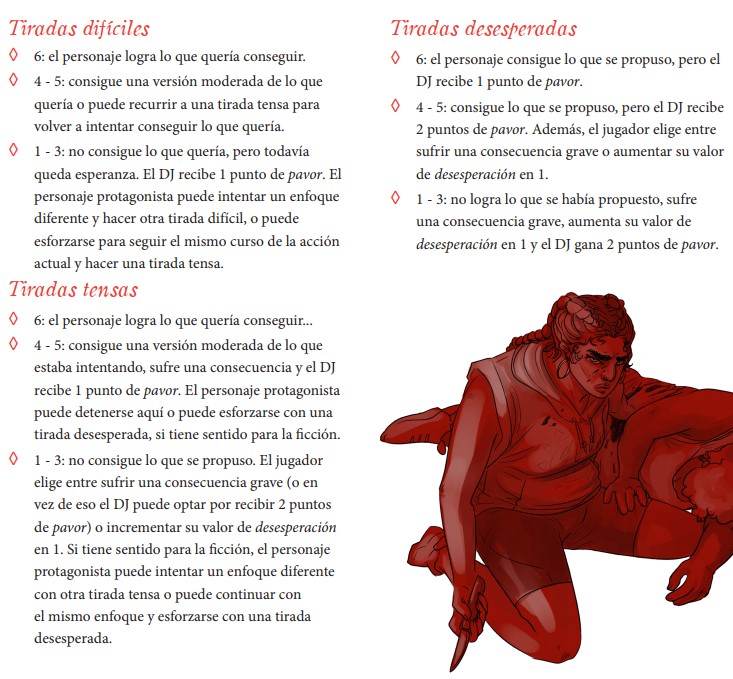 Tiradas difíciles
◊ 6: el personaje logra lo que quería conseguir.
◊ 4 - 5: consigue una versión moderada de lo que
quería o puede recurrir a una tirada tensa para
volver a intentar conseguir lo que quería.
◊ 1 - 3: no consigue lo que quería, pero todavía
queda esperanza. El DJ recibe 1 punto de pavor. El
personaje protagonista puede intentar un enfoque
diferente y hacer otra tirada difícil, o puede
esforzarse para seguir el mismo curso de la acción
actual y hacer una tirada tensa.
Tiradas tensas
◊ 6: el personaje logra lo que quería conseguir...
◊ 4 - 5: consigue una versión moderada de lo que
estaba intentando, sufre una consecuencia y el DJ
recibe 1 punto de pavor. El personaje protagonista
puede detenerse aquí o puede esforzarse con una
tirada desesperada, si tiene sentido para la ficción.
◊ 1 - 3: no consigue lo que se propuso. El jugador
elige entre sufrir una consecuencia grave (o en
vez de eso el DJ puede optar por recibir 2 puntos
de pavor) o incrementar su valor de desesperación
en 1. Si tiene sentido para la ficción, el personaje
protagonista puede intentar un enfoque diferente
con otra tirada tensa o puede continuar con
el mismo enfoque y esforzarse con una tirada
desesperada.
Tiradas desesperadas
◊ 6: el personaje consigue lo que se propuso, pero el
DJ recibe 1 punto de pavor.
◊ 4 - 5: consigue lo que se propuso, pero el DJ recibe
2 puntos de pavor. Además, el jugador elige entre
sufrir una consecuencia grave o aumentar su valor
de desesperación en 1.
◊ 1 - 3: no logra lo que se había propuesto, sufre
una consecuencia grave, aumenta su valor de
desesperación en 1 y el DJ gana 2 puntos de pavor.